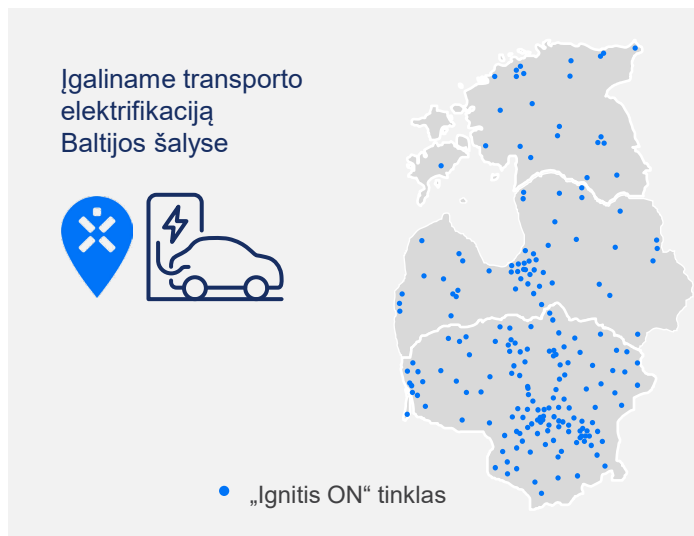 Įgaliname transporto
elektrifikaciją
Baltijos šalyse
„Ignitis ON“ tinklas